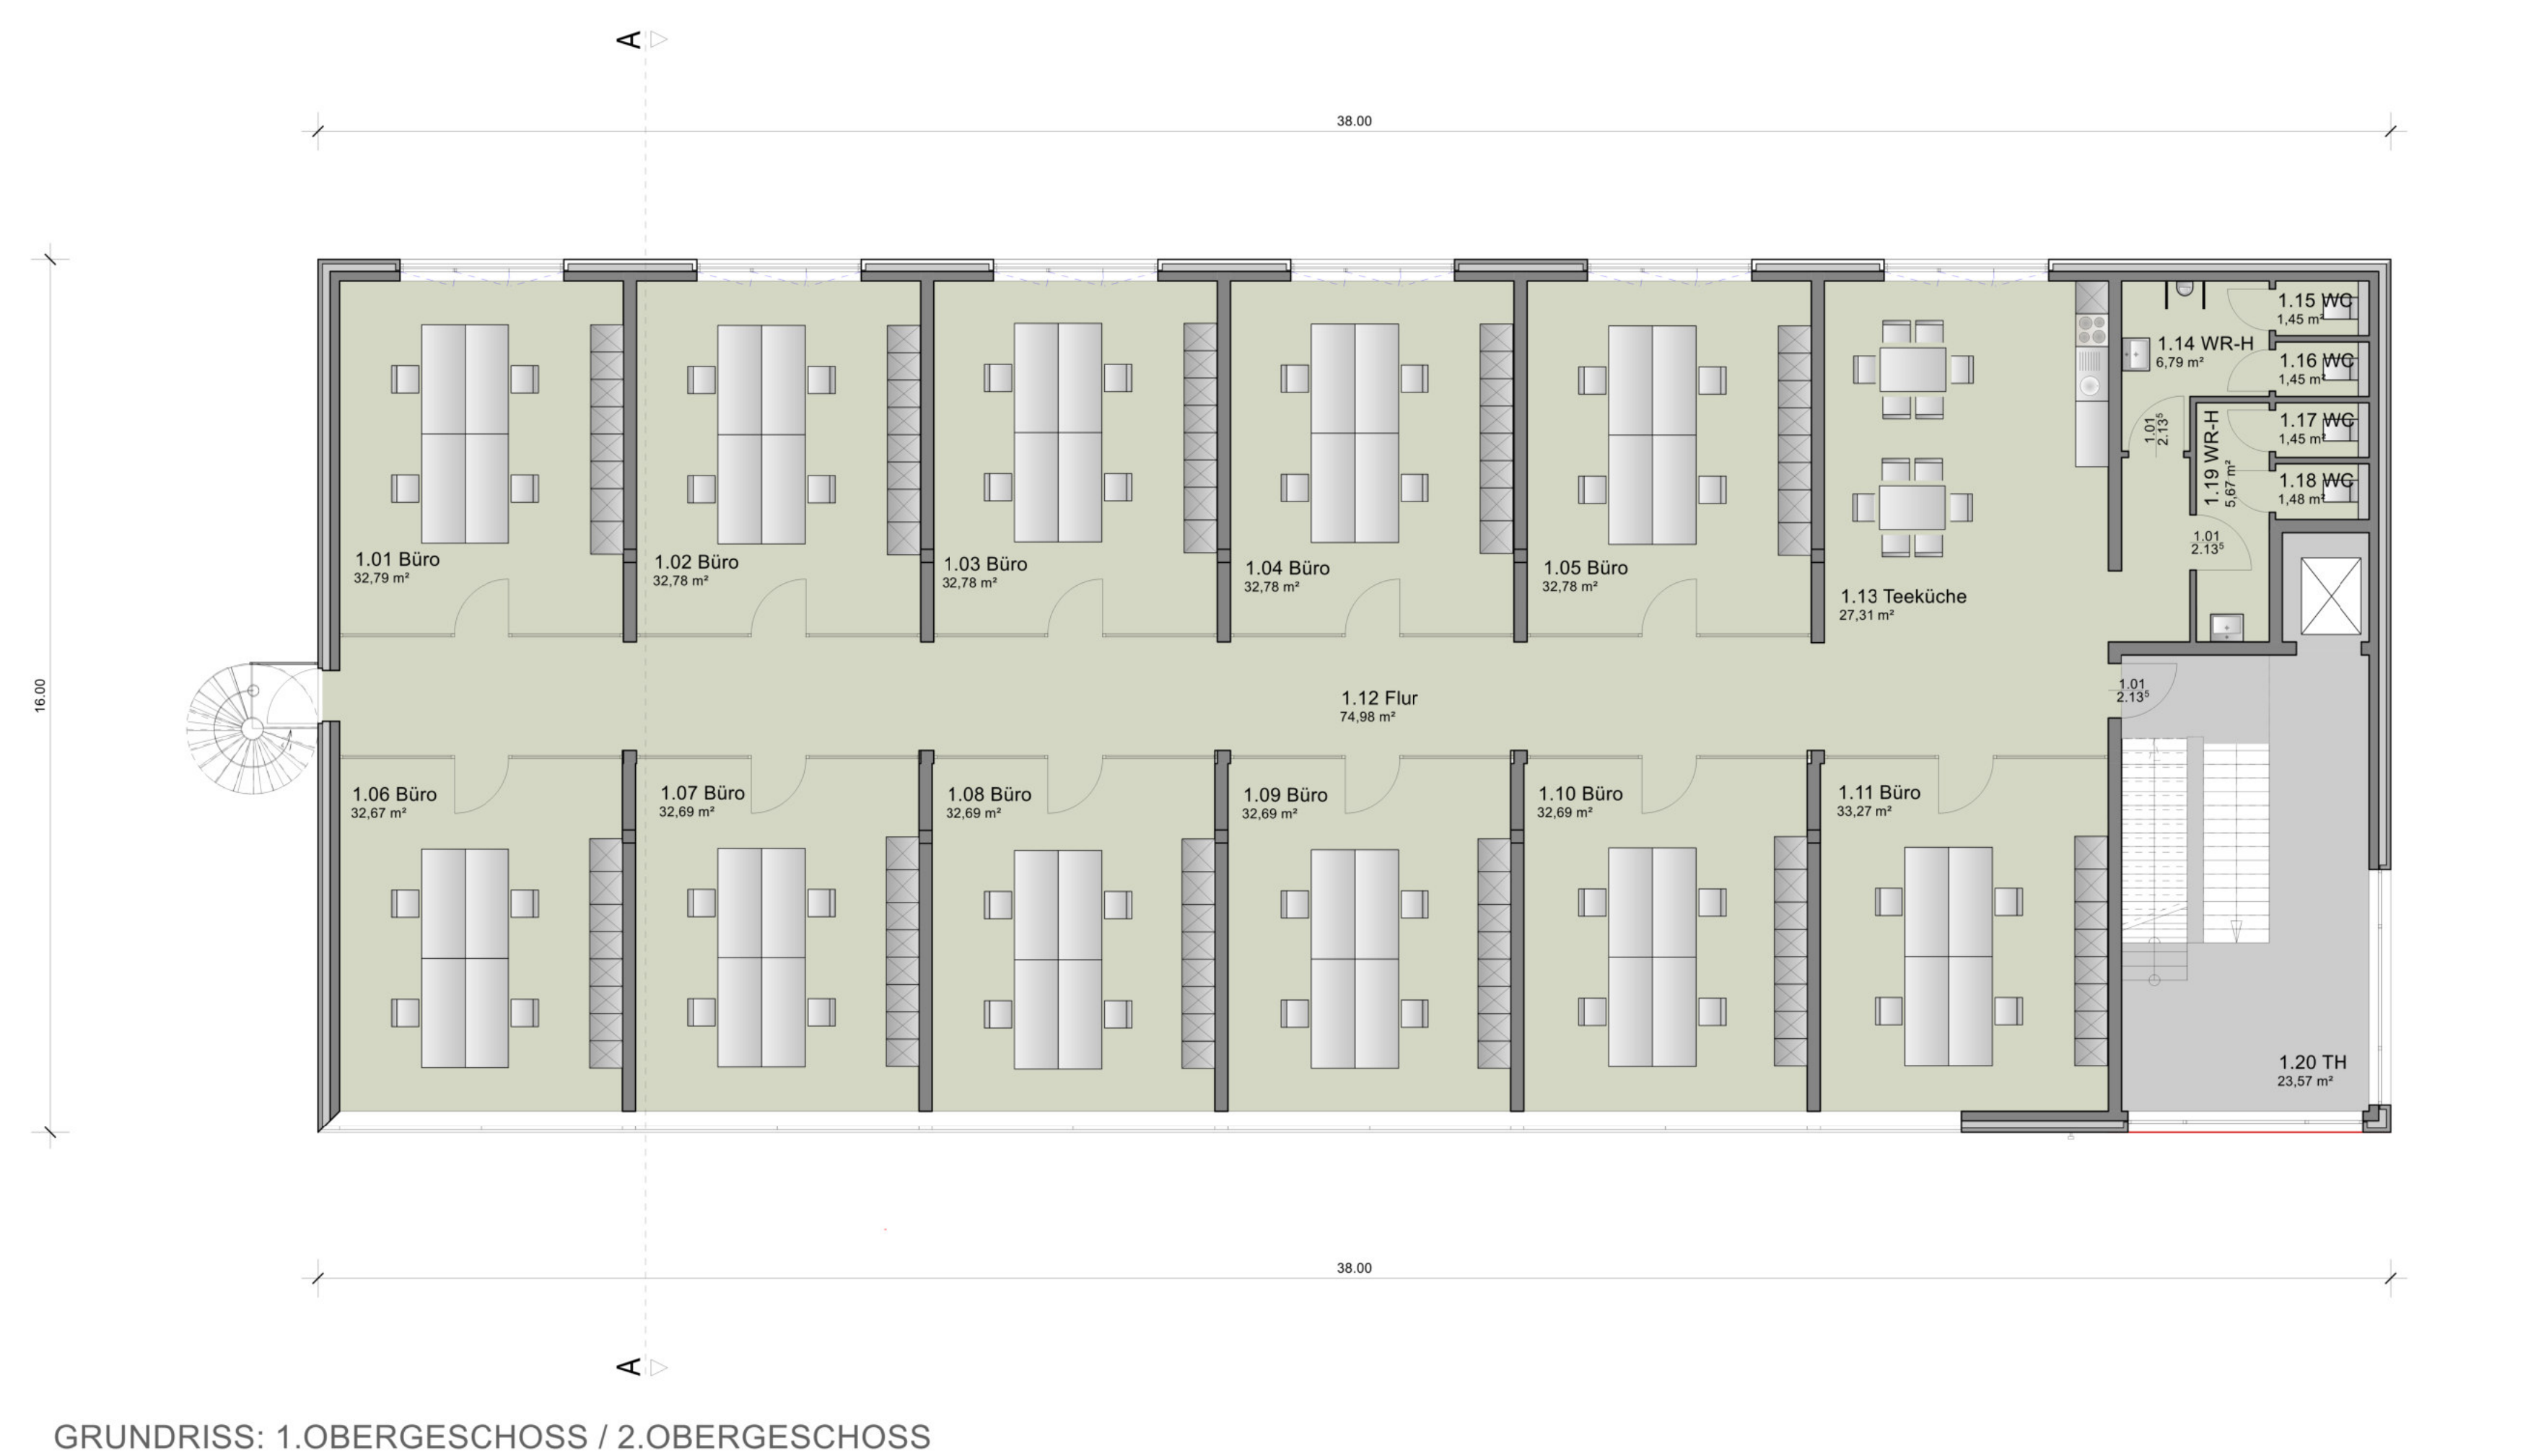 A
38.00
16.00
1.01 Büro
32,79 m²
1.02 Büro
32,78 m²
1.03 Büro
32,78 m²
1.04 Büro
32,78 m²
1.05 Büro
32,78 m²
1.13 Teeküche
27,31 m²
1.14 WR-H
6,79 m²
1.15 WC
1,45 m²
1.16 WC
1,45 m²
1.17 WC
1,45 m²
1.18 WC
1,48 m²
1.19 WR-H
5,67 m²
1.01
2.13⁵
1.01
2.13⁵
1.12 Flur
74,98 m²
1.01
2.13⁵
1.06 Büro
32,67 m²
1.07 Büro
32,69 m²
1.08 Büro
32,69 m²
1.09 Büro
32,69 m²
1.10 Büro
32,69 m²
1.11 Büro
33,27 m²
1.20 TH
23,57 m²
38.00
A
GRUNDRISS: 1.OBERGESCHOSS / 2.OBERGESCHOSS